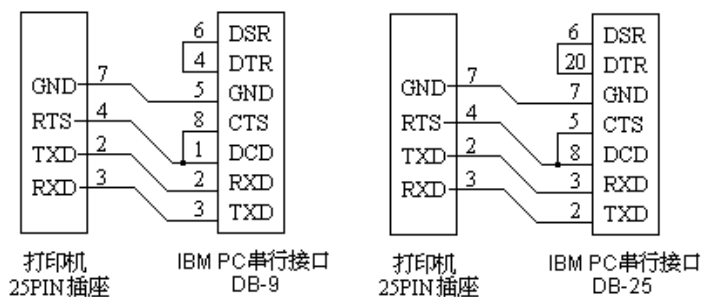 6 DSR
4 DTR
GND 7 5 GND
RTS 4 8 CTS
1 DCD
TXD 2 2 RXD
RXD 3 3 TXD
打印机
25PIN插座
IBM PC串行接口
DB-9
6 DSR
20 DTR
GND 7 7 GND
RTS 4 5 CTS
8 DCD
TXD 2 3 RXD
RXD 3 2 TXD
打印机
25PIN插座
IBM PC串行接口
DB-25